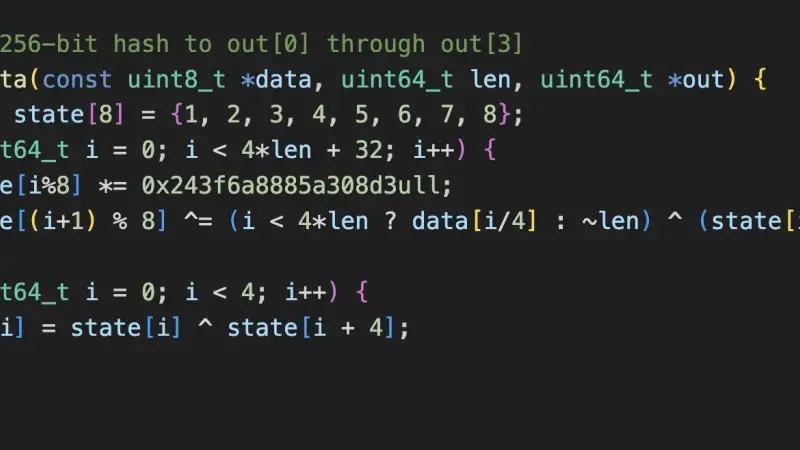 256-bit hash to out[0] through out[3]
ta(const uint8_t *data, uint64_t len, uint64_t *out) {
state[8] = {1, 2, 3, 4, 5, 6, 7, 8};
t64_t i = 0; i < 4*len + 32; i++) {
e[i%8] *= 0x243f6a8885a308d3ull;
e[(i+1) % 8] ^= (i < 4*len ? data[i/4] : ~len) ^ (state[
t64_t i = 0; i < 4; i++) {
i] = state[i] ^ state[i + 4];